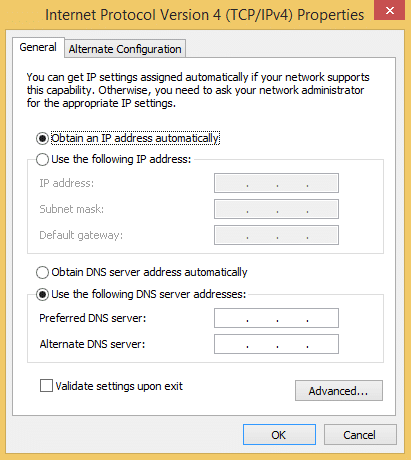 Internet Protocol Version 4 (TCP/IPv4) Properties
General
Alternate Configuration
You can get IP settings assigned automatically if your network supports
this capability. Otherwise, you need to ask your network administrator
for the appropriate IP settings.
Obtain an IP address automatically
Use the following IP address:
IP address:
Subnet mask:
Default gateway:
Obtain DNS server address automatically
Use the following DNS server addresses:
Preferred DNS server:
Alternate DNS server:
Validate settings upon exit
Advanced...
OK
Cancel